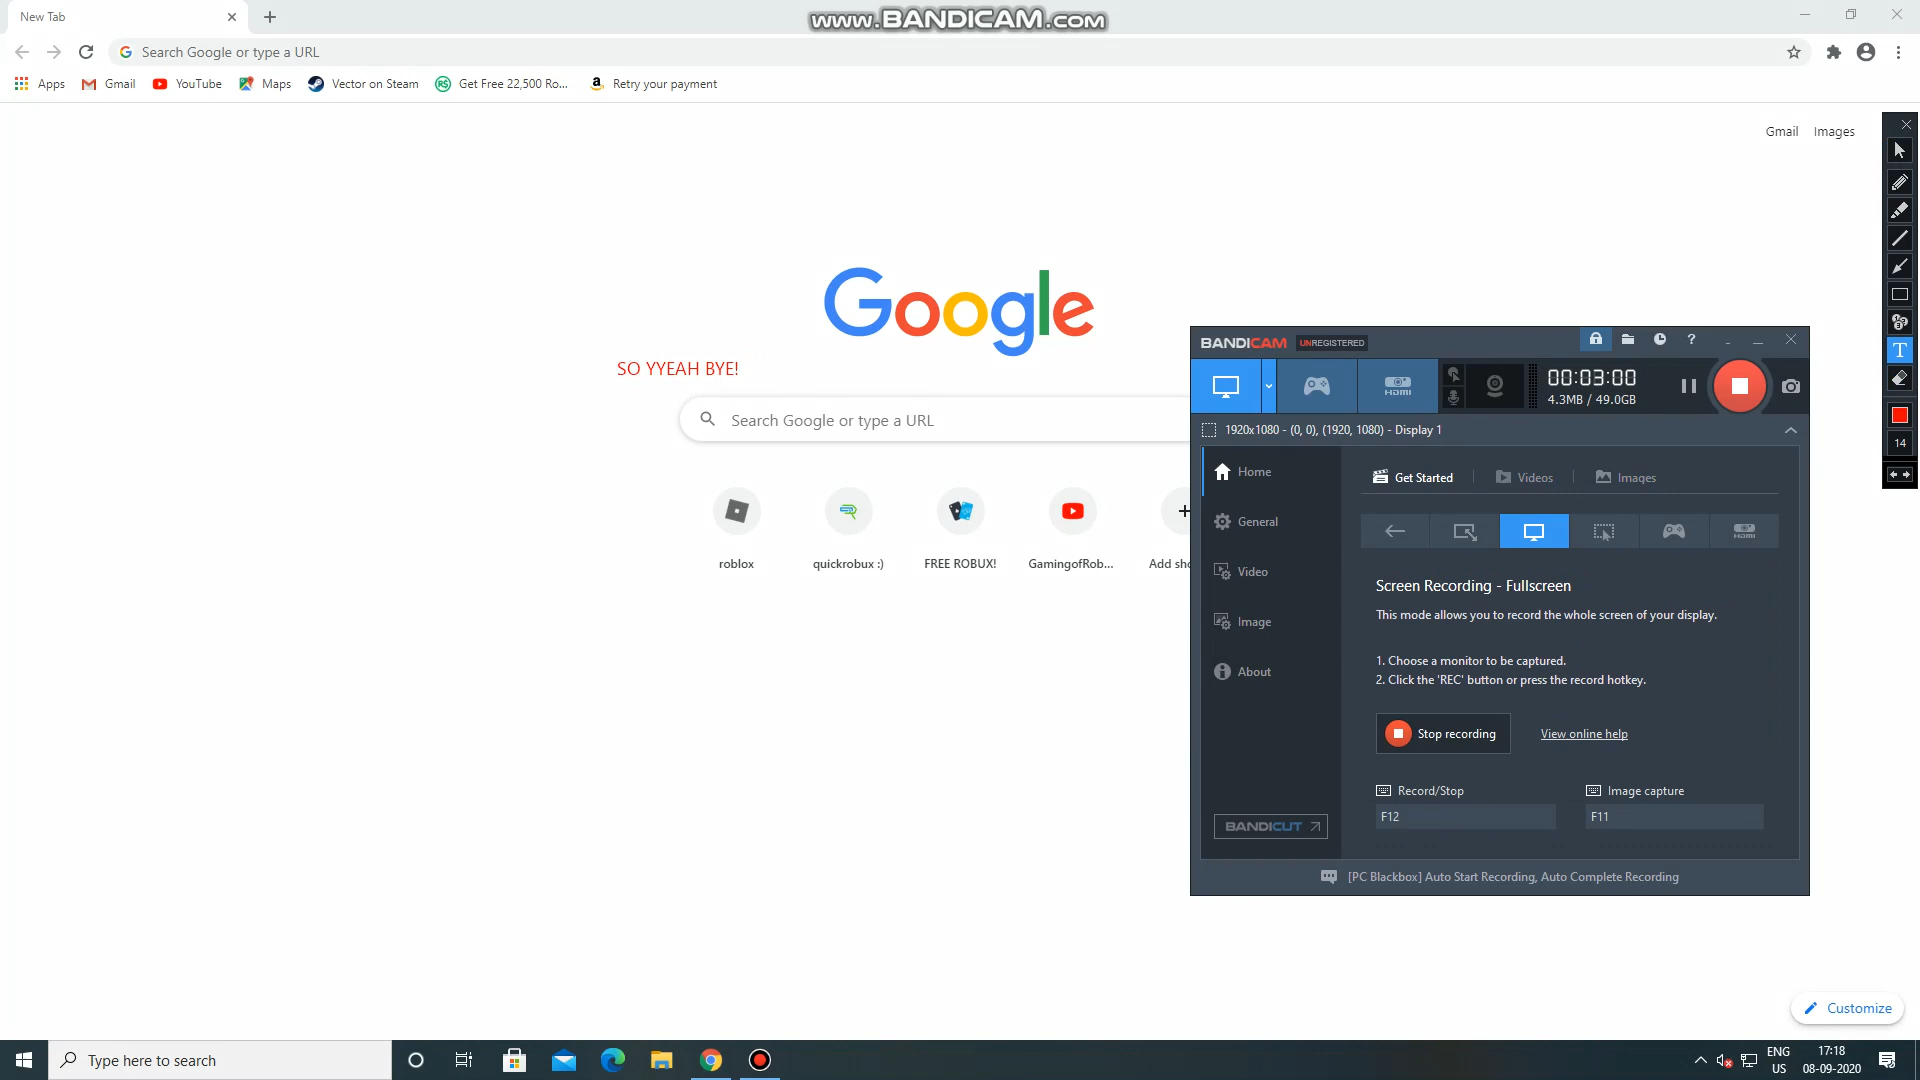 New Tab
www.BANDICAM.com
Search Google or type a URL
Apps
Gmail
YouTube
Maps
Vector on Steam
Get Free 22,500 Ro...
Retry your payment
Gmail
Images
Google
SO YYEAH BYE!
Search Google or type a URL
roblox
quickrobux :)
FREE ROBUX!
GamingofRob...
Add sho
BANDICAM
UNREGISTERED
HDMI
00:03:00
4.3MB / 49.0GB
1920x1080 - (0, 0), (1920, 1080) - Display 1
Home
General
Video
Image
About
BANDICUT
Get Started
Videos
Images
HDMI
Screen Recording - Fullscreen
This mode allows you to record the whole screen of your display.
1. Choose a monitor to be captured.
2. Click the 'REC' button or press the record hotkey.
Stop recording
View online help
Record/Stop
Image capture
F12
F11
[PC Blackbox] Auto Start Recording, Auto Complete Recording
T
14
Customize
Type here to search
ENG
US
17:18
08-09-2020